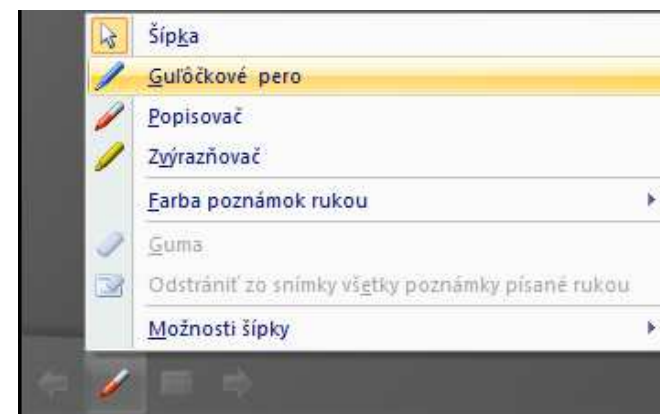 Šípka
Guľôčkové pero
Popisovač
Zvýrazňovač
Farba poznámok rukou
Guma
Odstrániť zo snímky všetky poznámky písané rukou
Možnosti šípky